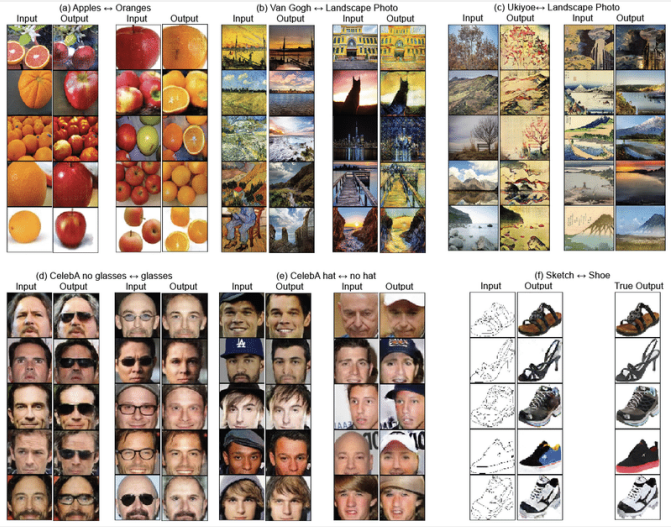 (a) Apples ↔ Oranges
Input Output Input Output
(b) Van Gogh ↔ Landscape Photo
Input Output Input Output
(c) Ukiyoe↔ Landscape Photo
Input Output Input Output
(d) CelebA no glasses ↔ glasses
Input Output Input Output
(e) CelebA hat ↔ no hat
Input Output Input Output
(f) Sketch ↔ Shoe
Input Output True Output